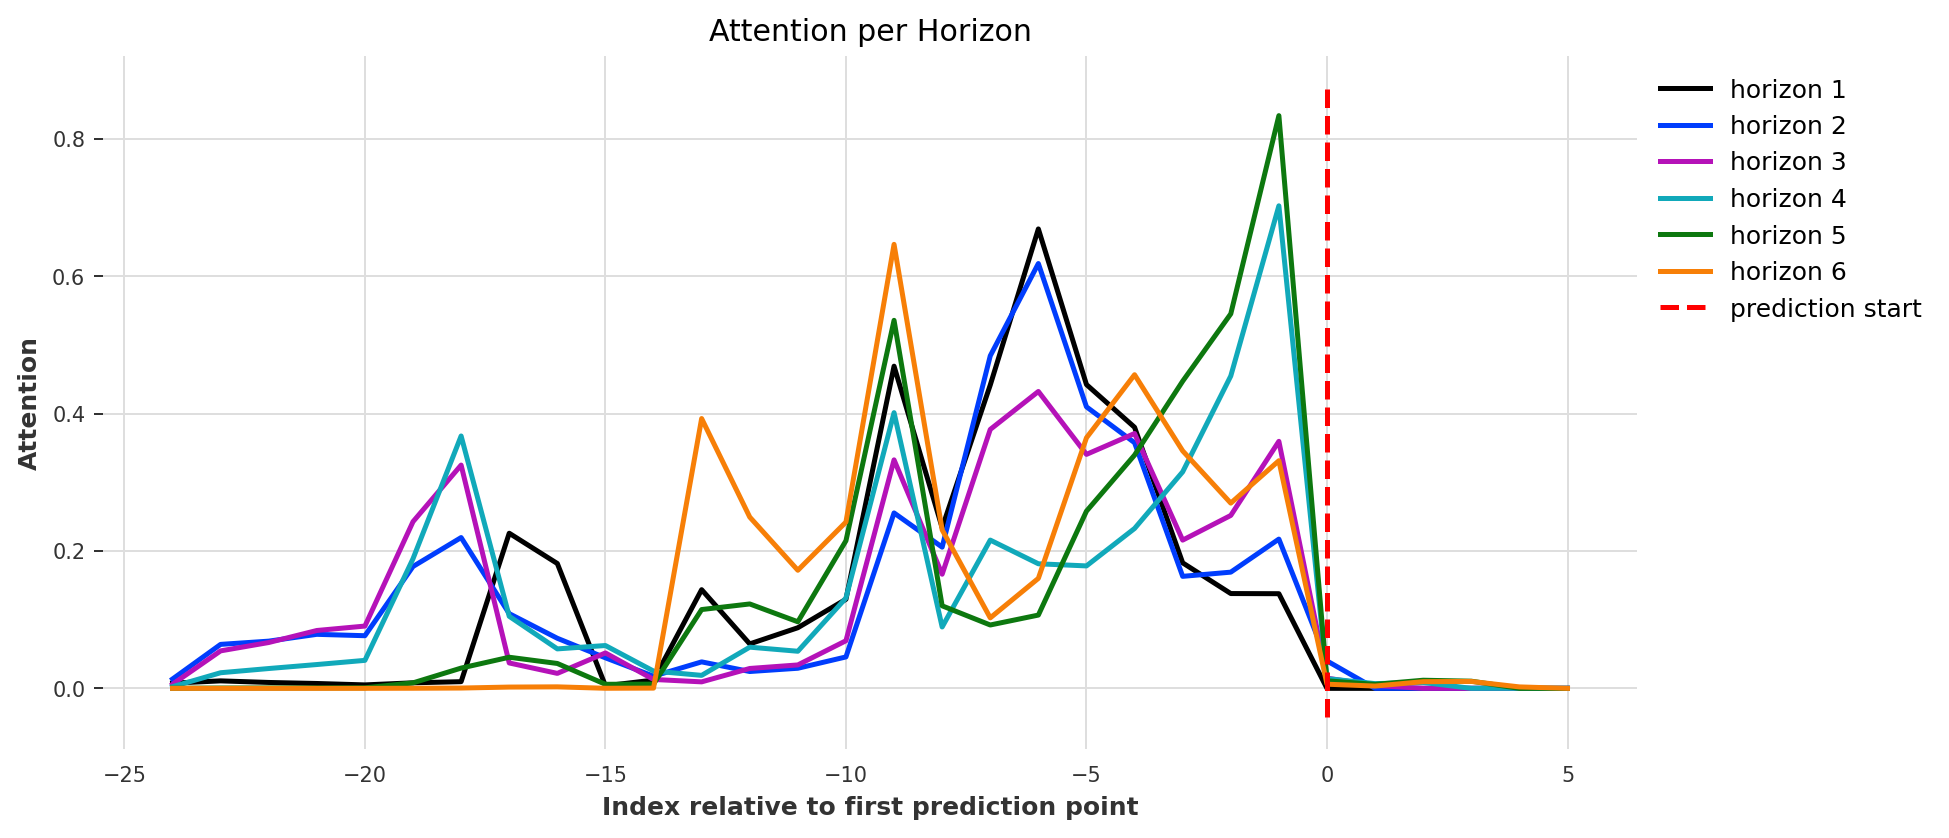 Attention per Horizon
horizon 1
horizon 2
horizon 3
horizon 4
horizon 5
horizon 6
prediction start
Attention
0.8
0.6
0.4
0.2
0.0
−25
−20
−15
−10
−5
0
5
Index relative to first prediction point